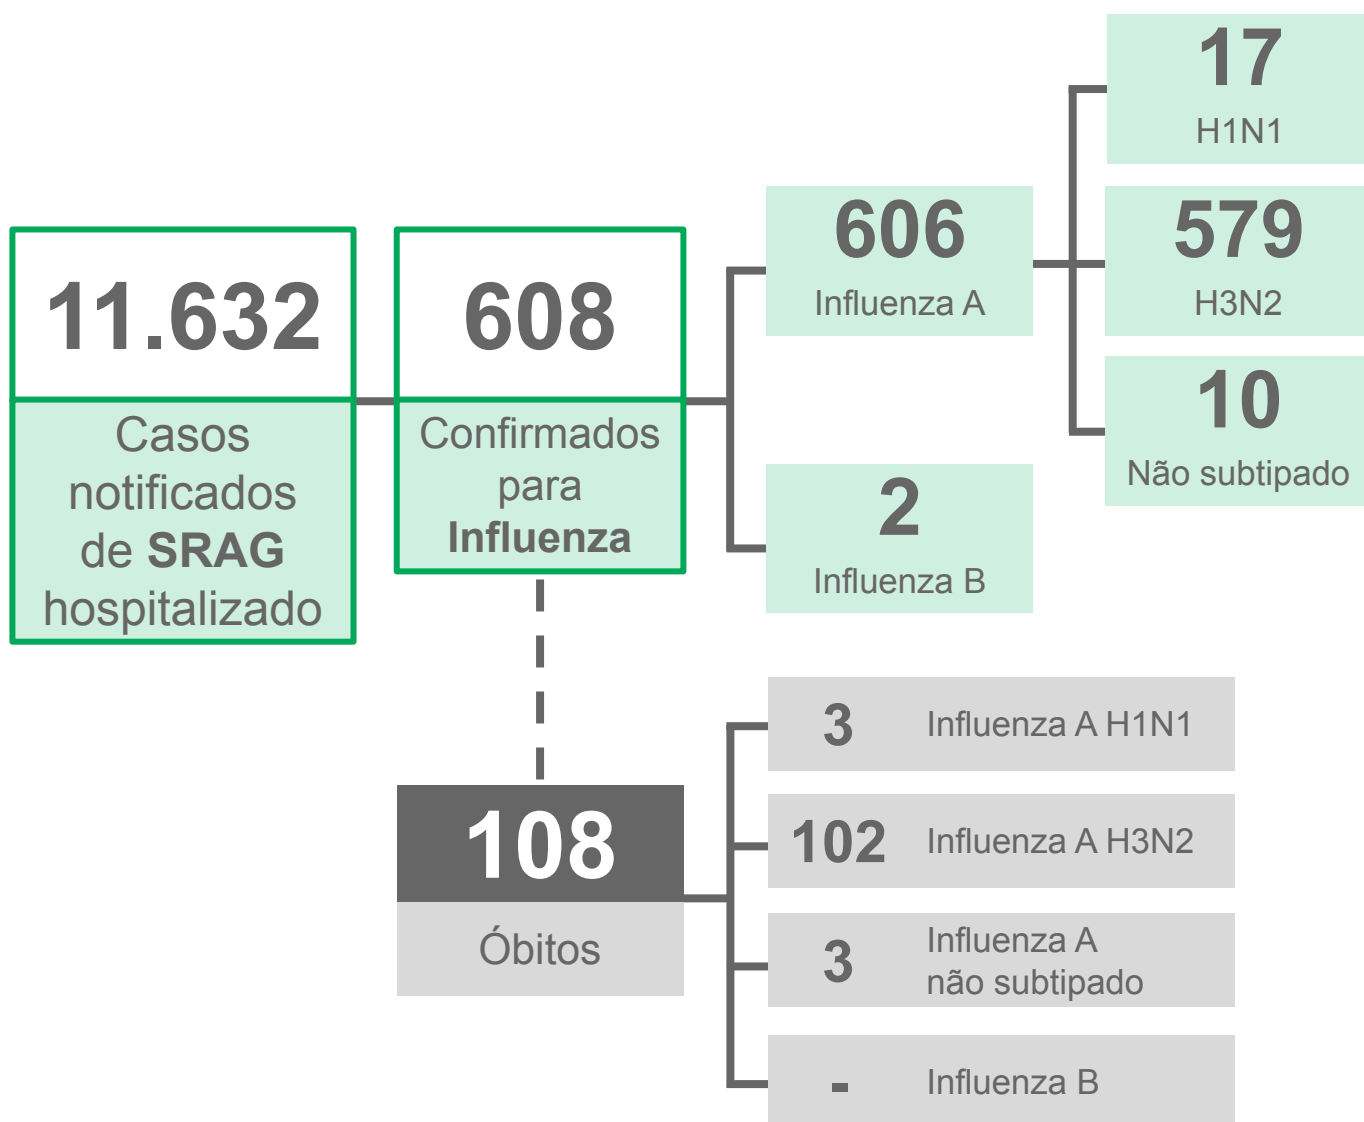 11.632
Casos
notificados
de SRAG
hospitalizado
608
Confirmados
para
Influenza
606
Influenza A
2
Influenza B
17
H1N1
579
H3N2
10
Não subtipado
108
Óbitos
3 Influenza A H1N1
102 Influenza A H3N2
3 Influenza A
não subtipado
- Influenza B